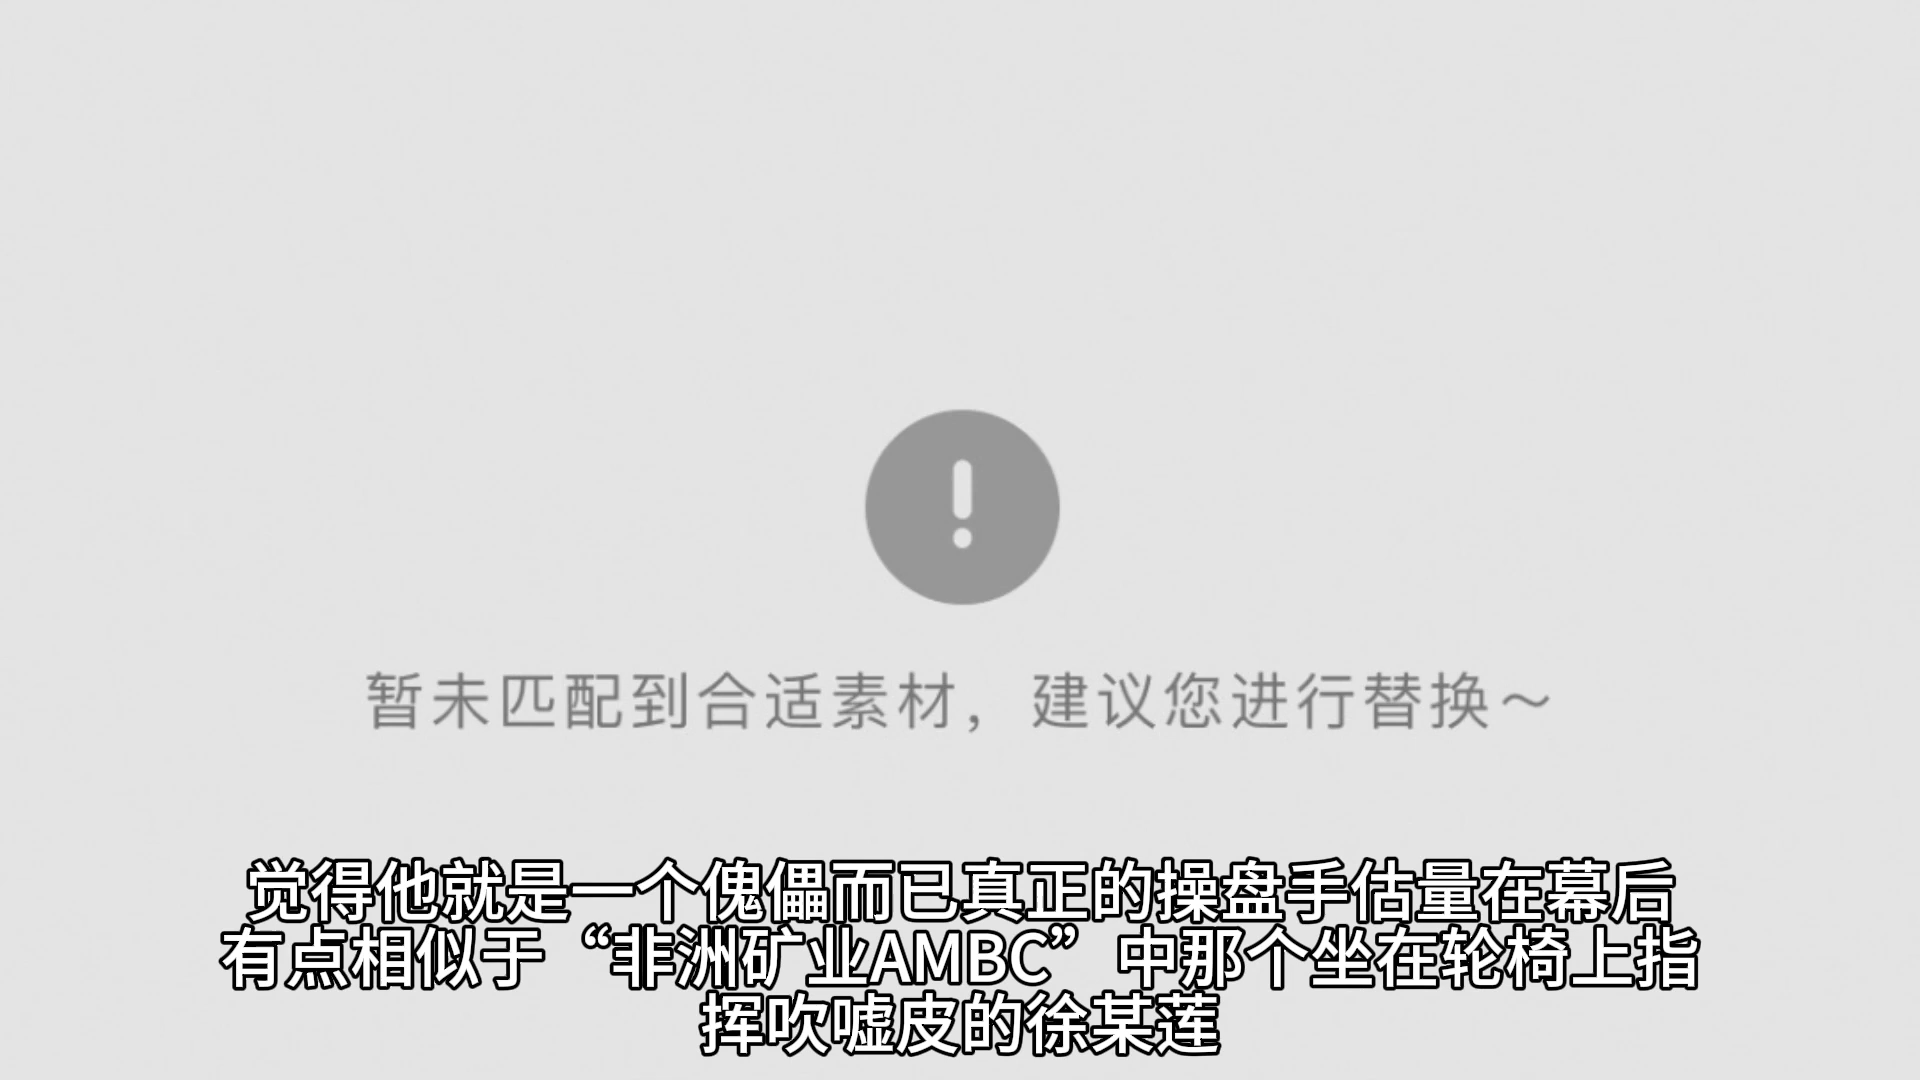 暂未匹配到合适素材，建议您进行替换～
觉得他就是一个傀儡而已真正的操盘手估量在幕后
有点相似于“非洲矿业AMBC”中那个坐在轮椅上指
挥吹嘘皮的徐某莲